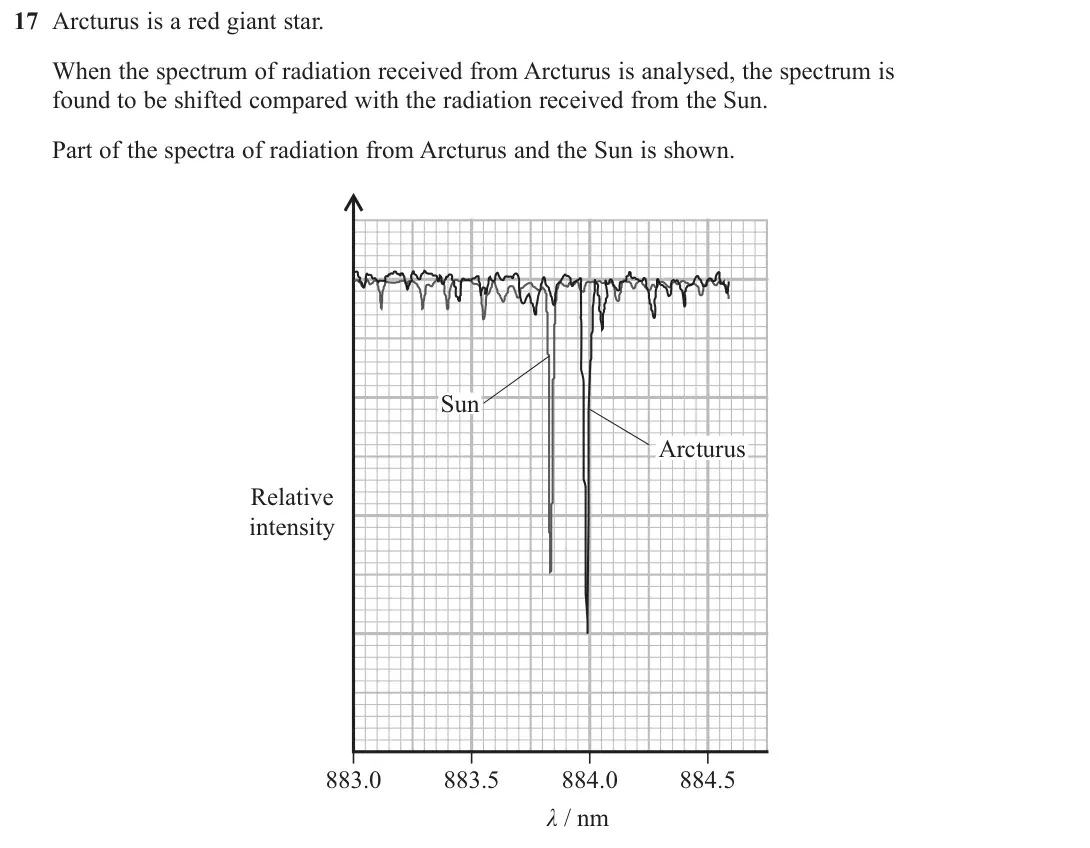 17 Arcturus is a red giant star.
When the spectrum of radiation received from Arcturus is analysed, the spectrum is
found to be shifted compared with the radiation received from the Sun.
Part of the spectra of radiation from Arcturus and the Sun is shown.
Sun
Arcturus
Relative
intensity
883.0 883.5 884.0 884.5
λ / nm